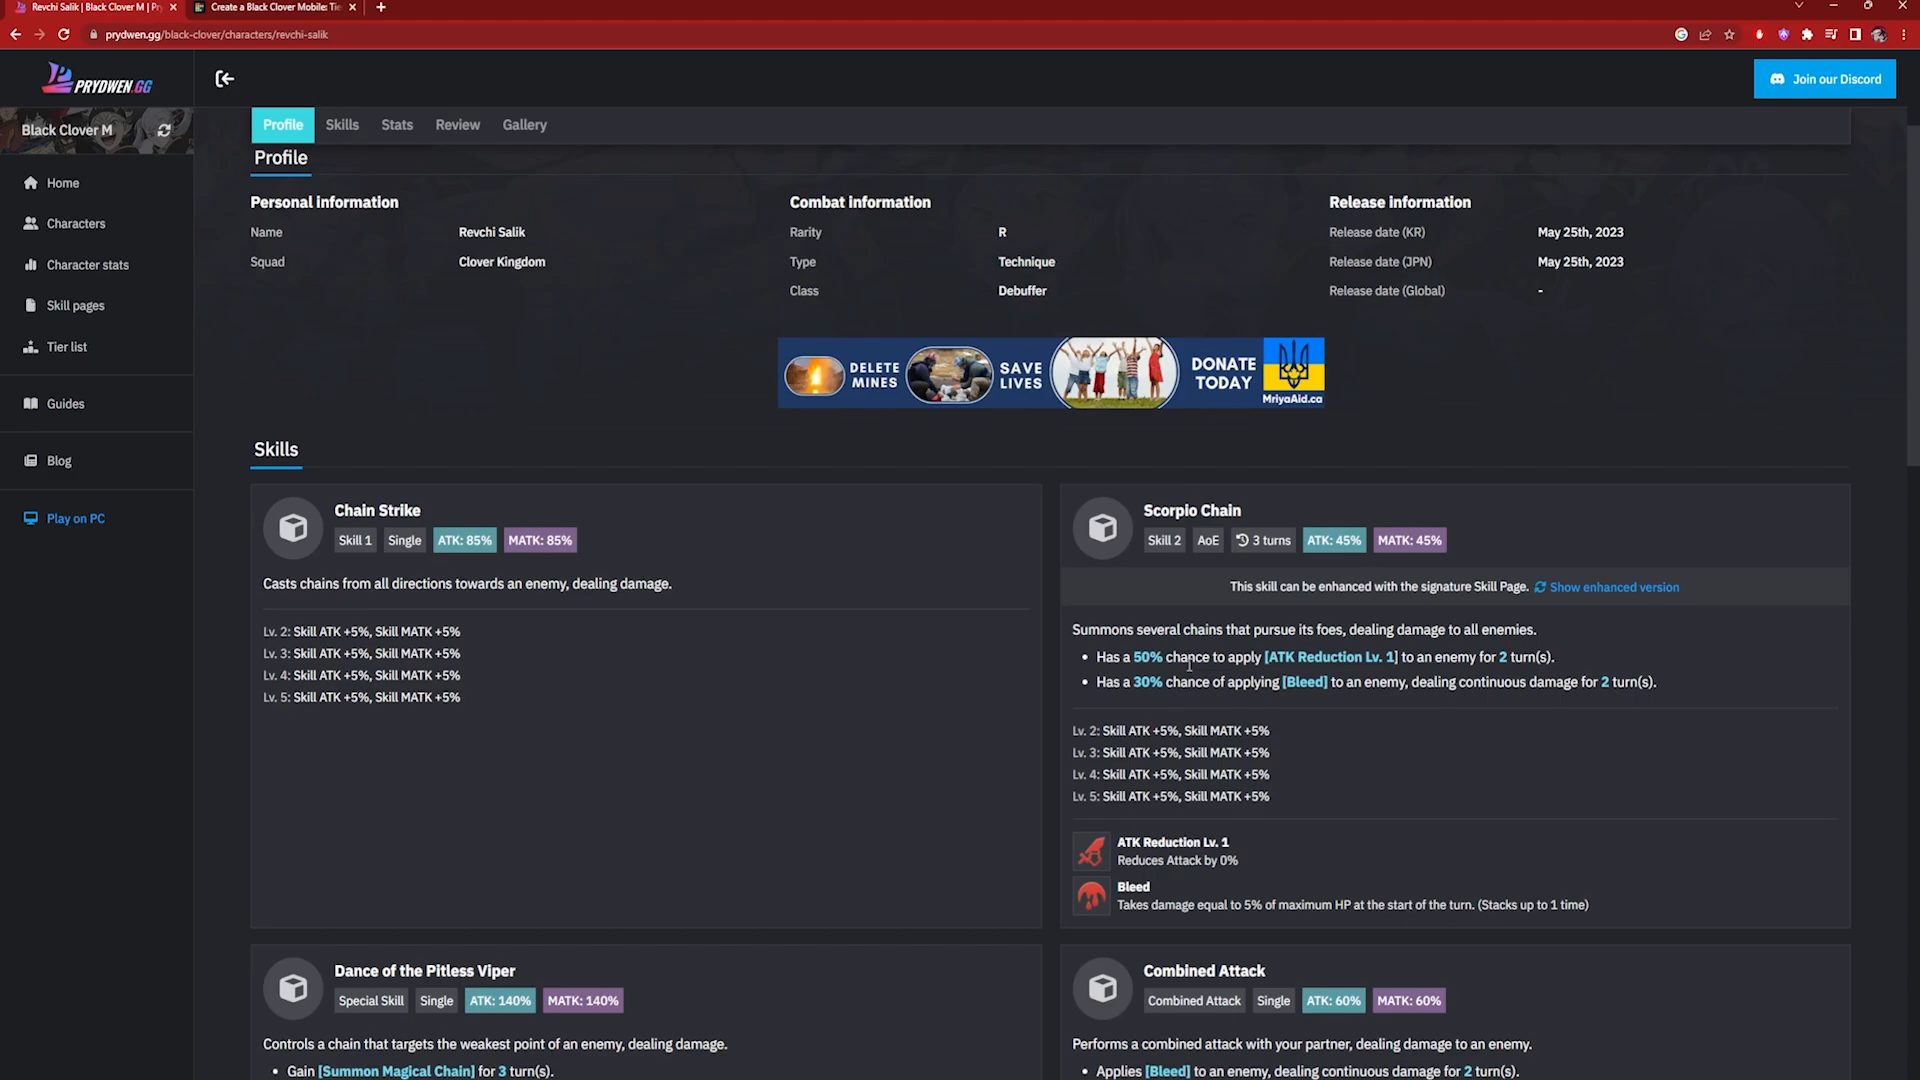 Revchi Salik | Black Clover M | Pry
Create a Black Clover Mobile: Tie
prydwen.gg/black-clover/characters/revchi-salik
PRYDWEN.GG
Join our Discord
Black Clover M
Home
Characters
Character stats
Skill pages
Tier list
Guides
Blog
Play on PC
Profile Skills Stats Review Gallery
Profile
Personal information
Name Revchi Salik
Squad Clover Kingdom
Combat information
Rarity R
Type Technique
Class Debuffer
Release information
Release date (KR) May 25th, 2023
Release date (JPN) May 25th, 2023
Release date (Global) -
DELETE MINES
SAVE LIVES
DONATE TODAY
MriyaAid.ca
Skills
Chain Strike
Skill 1 Single ATK: 85% MATK: 85%
Casts chains from all directions towards an enemy, dealing damage.
Lv. 2: Skill ATK +5%, Skill MATK +5%
Lv. 3: Skill ATK +5%, Skill MATK +5%
Lv. 4: Skill ATK +5%, Skill MATK +5%
Lv. 5: Skill ATK +5%, Skill MATK +5%
Scorpio Chain
Skill 2 AoE 3 turns ATK: 45% MATK: 45%
This skill can be enhanced with the signature Skill Page. Show enhanced version
Summons several chains that pursue its foes, dealing damage to all enemies.
• Has a 50% chance to apply [ATK Reduction Lv. 1] to an enemy for 2 turn(s).
• Has a 30% chance of applying [Bleed] to an enemy, dealing continuous damage for 2 turn(s).
Lv. 2: Skill ATK +5%, Skill MATK +5%
Lv. 3: Skill ATK +5%, Skill MATK +5%
Lv. 4: Skill ATK +5%, Skill MATK +5%
Lv. 5: Skill ATK +5%, Skill MATK +5%
ATK Reduction Lv. 1
Reduces Attack by 0%
Bleed
Takes damage equal to 5% of maximum HP at the start of the turn. (Stacks up to 1 time)
Dance of the Pitless Viper
Special Skill Single ATK: 140% MATK: 140%
Controls a chain that targets the weakest point of an enemy, dealing damage.
• Gain [Summon Magical Chain] for 3 turn(s).
Combined Attack
Combined Attack Single ATK: 60% MATK: 60%
Performs a combined attack with your partner, dealing damage to an enemy.
• Applies [Bleed] to an enemy, dealing continuous damage for 2 turn(s).